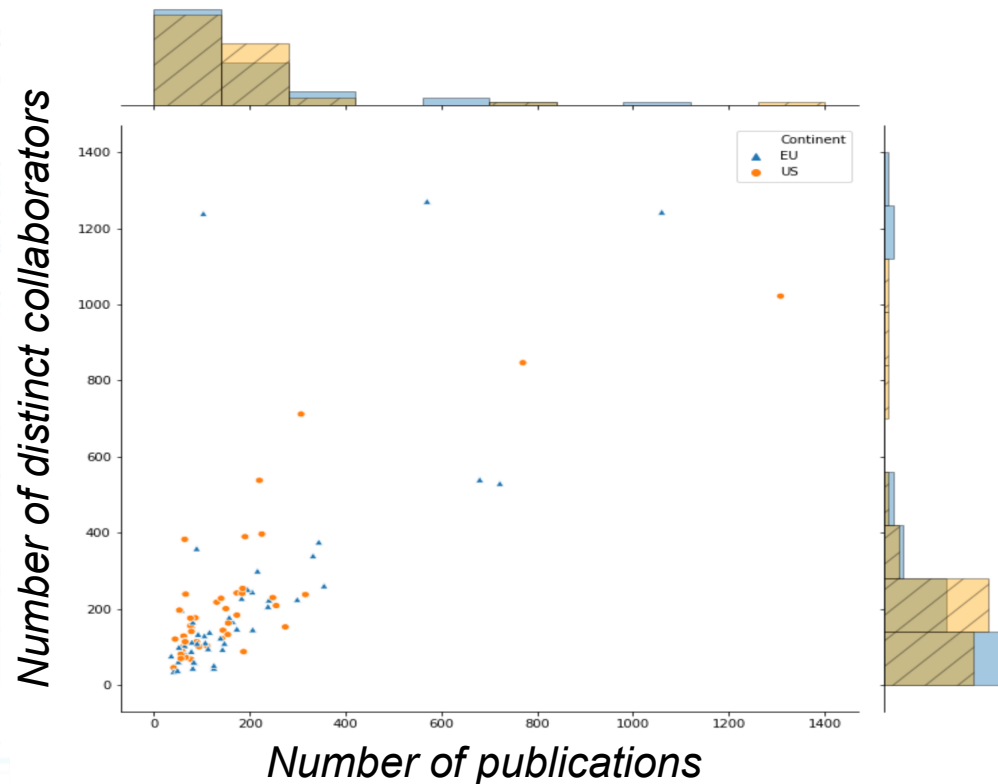 Number of distinct collaborators
1400
1200
1000
800
600
400
200
0
Continent
EU
US
0 200 400 600 800 1000 1200 1400
Number of publications